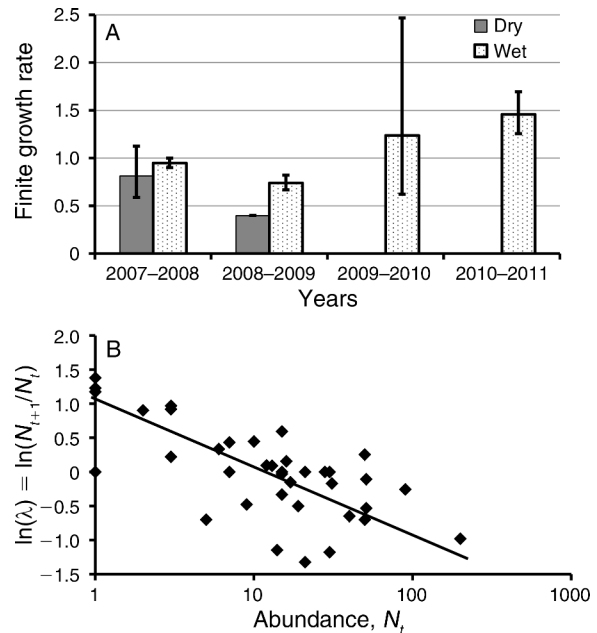 A
Dry
Wet
Finite growth rate
2.5
2.0
1.5
1.0
0.5
0
2007–2008
2008–2009
2009–2010
2010–2011
Years
B
ln(λ) = ln(Nt+1/Nt)
2.0
1.5
1.0
0.5
0
−0.5
−1.0
−1.5
1
10
100
1000
Abundance, Nt